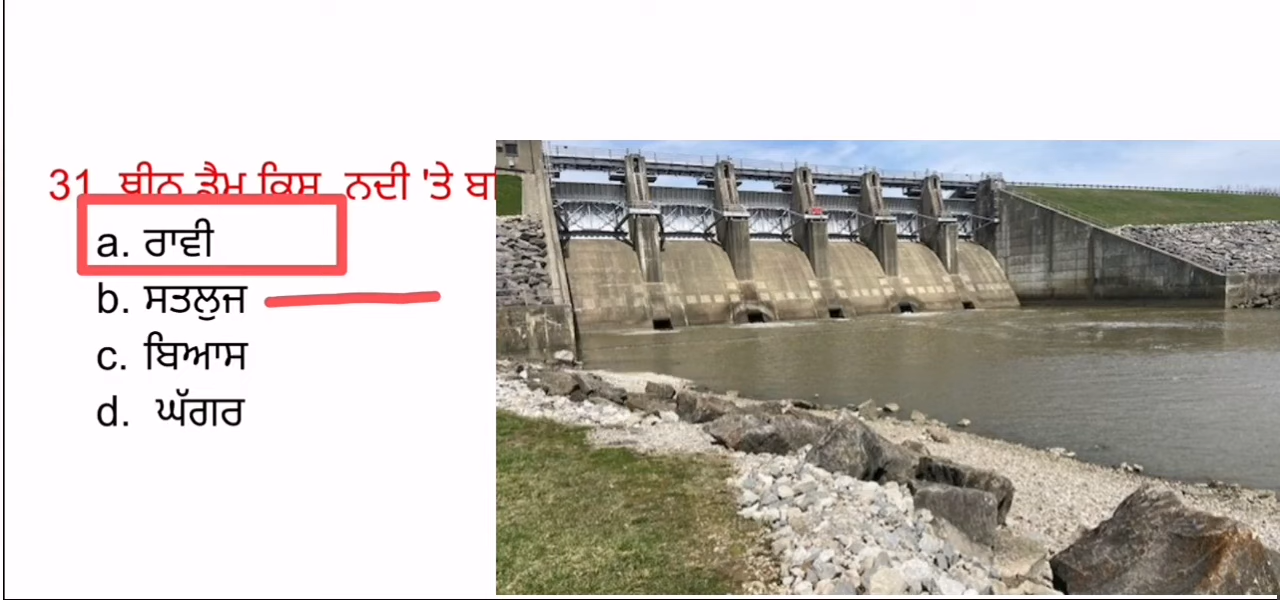 31. ਥੀਨ ਡੈਮ ਕਿਸ ਨਦੀ 'ਤੇ
a. ਰਾਵੀ
b. ਸਤਲੁਜ
c. ਬਿਆਸ
d. ਘੱਗਰ